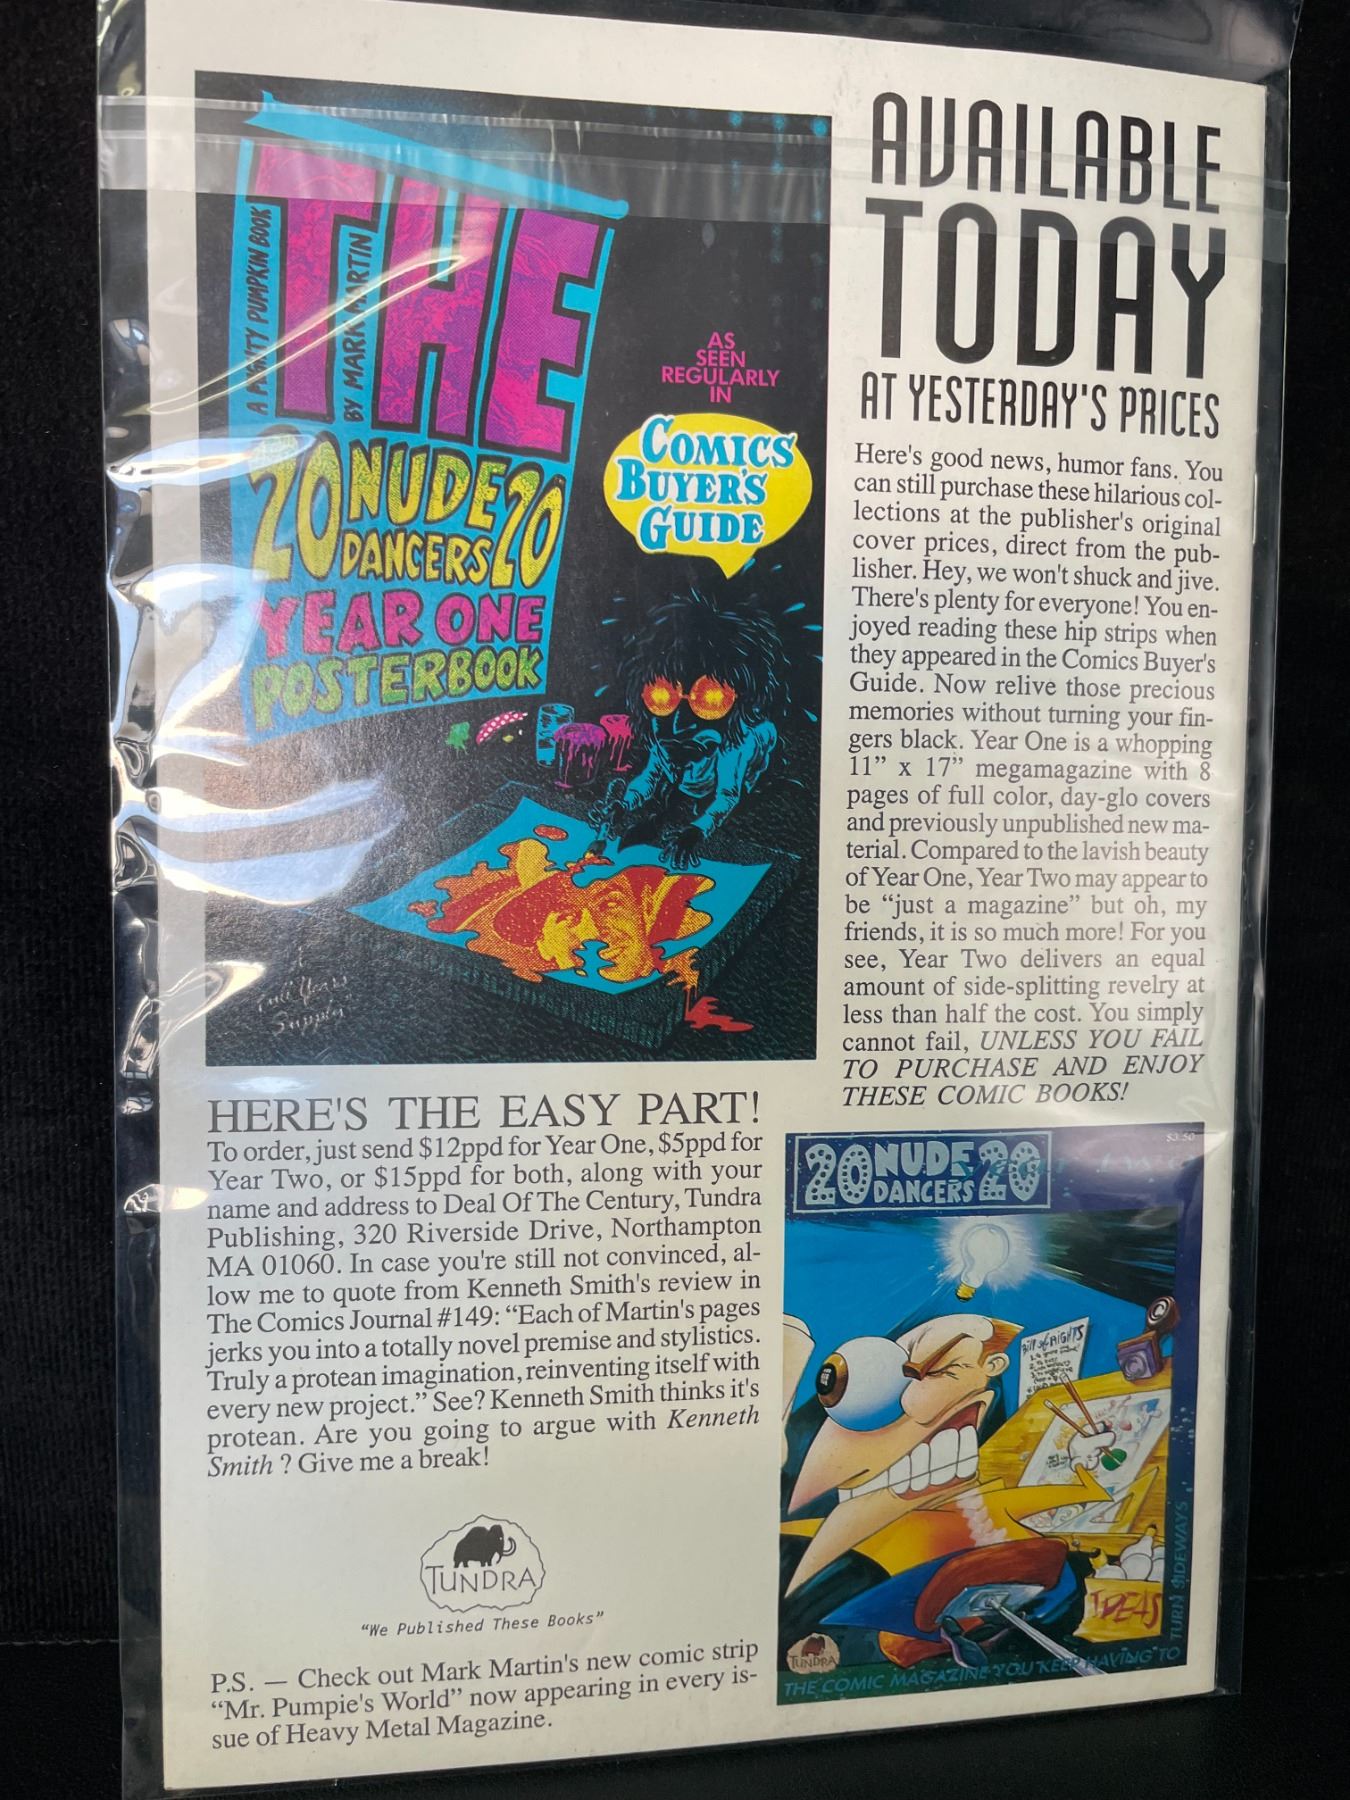 A MIGHTY PUMPKIN BOOK
THE
BY MARK MARTIN
20 NUDE 20
DANCERS
YEAR ONE
POSTERBOOK
AS
SEEN
REGULARLY
IN
COMICS
BUYER'S
GUIDE
Full Years
Supply
AVAILABLE
TODAY
AT YESTERDAY'S PRICES
Here's good news, humor fans. You
can still purchase these hilarious col-
lections at the publisher's original
cover prices, direct from the pub-
lisher. Hey, we won't shuck and jive.
There's plenty for everyone! You en-
joyed reading these hip strips when
they appeared in the Comics Buyer's
Guide. Now relive those precious
memories without turning your fin-
gers black. Year One is a whopping
11” x 17” megamagazine with 8
pages of full color, day-glo covers
and previously unpublished new ma-
terial. Compared to the lavish beauty
of Year One, Year Two may appear to
be “just a magazine” but oh, my
friends, it is so much more! For you
see, Year Two delivers an equal
amount of side-splitting revelry at
less than half the cost. You simply
cannot fail, UNLESS YOU FAIL
TO PURCHASE AND ENJOY
THESE COMIC BOOKS!
HERE'S THE EASY PART!
To order, just send $12ppd for Year One, $5ppd for
Year Two, or $15ppd for both, along with your
name and address to Deal Of The Century, Tundra
Publishing, 320 Riverside Drive, Northampton
MA 01060. In case you're still not convinced, al-
low me to quote from Kenneth Smith's review in
The Comics Journal #149: “Each of Martin's pages
jerks you into a totally novel premise and stylistics.
Truly a protean imagination, reinventing itself with
every new project.” See? Kenneth Smith thinks it's
protean. Are you going to argue with Kenneth
Smith ? Give me a break!
TUNDRA
“We Published These Books”
P.S. — Check out Mark Martin's new comic strip
“Mr. Pumpie's World” now appearing in every is-
sue of Heavy Metal Magazine.
$3.50
20 NUDE 20
DANCERS
Bill of RIGHTS
IDEAS
TUNDRA
THE COMIC MAGAZINE YOU KEEP HAVING TO
TURN SIDEWAYS